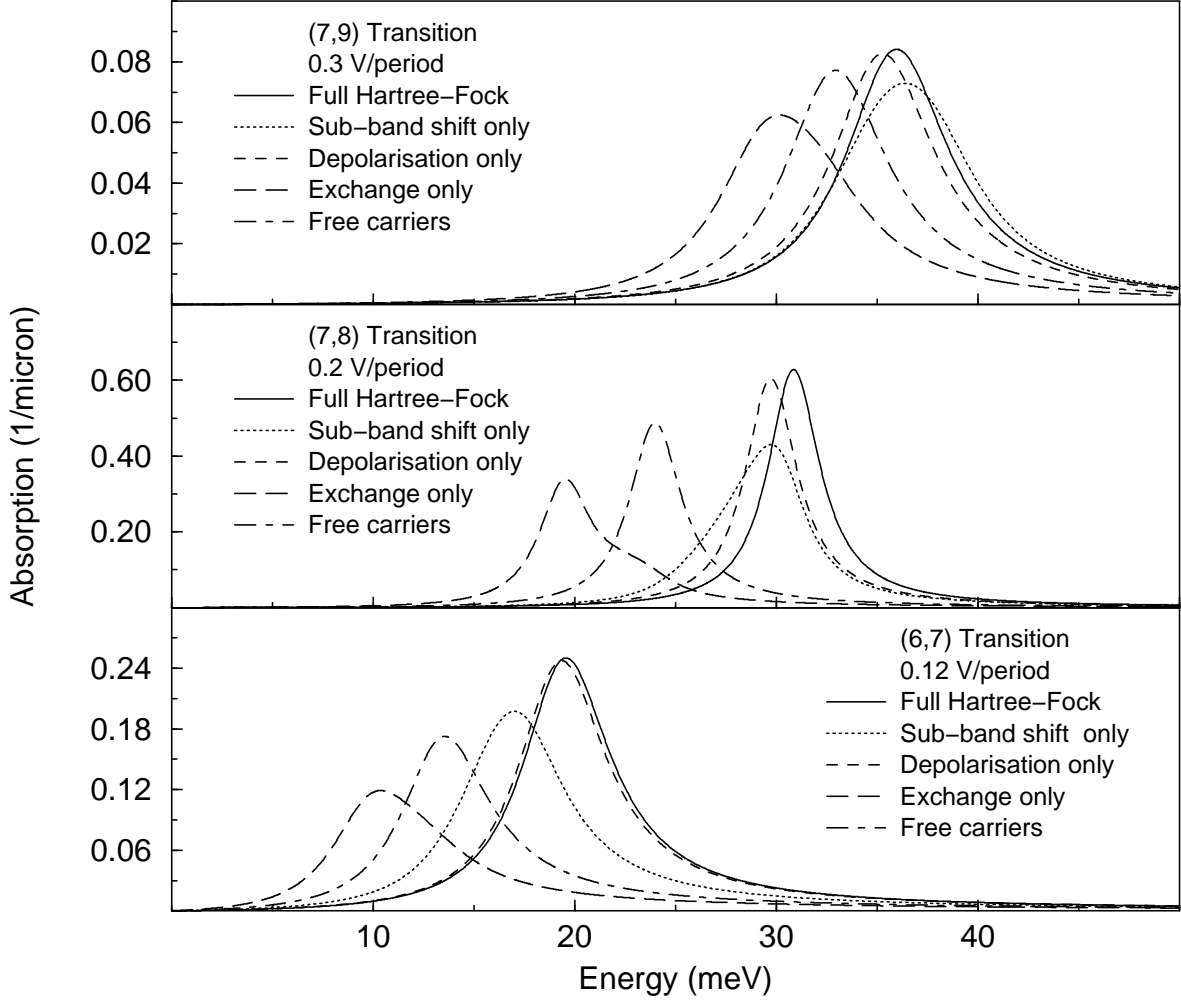 (7,9) Transition
0.3 V/period
Full Hartree−Fock
Sub−band shift only
Depolarisation only
Exchange only
Free carriers
0.08
0.06
0.04
0.02
(7,8) Transition
0.2 V/period
Full Hartree−Fock
Sub−band shift only
Depolarisation only
Exchange only
Free carriers
0.60
0.40
0.20
(6,7) Transition
0.12 V/period
Full Hartree−Fock
Sub−band shift only
Depolarisation only
Exchange only
Free carriers
0.24
0.18
0.12
0.06
10 20 30 40
Energy (meV)
Absorption (1/micron)